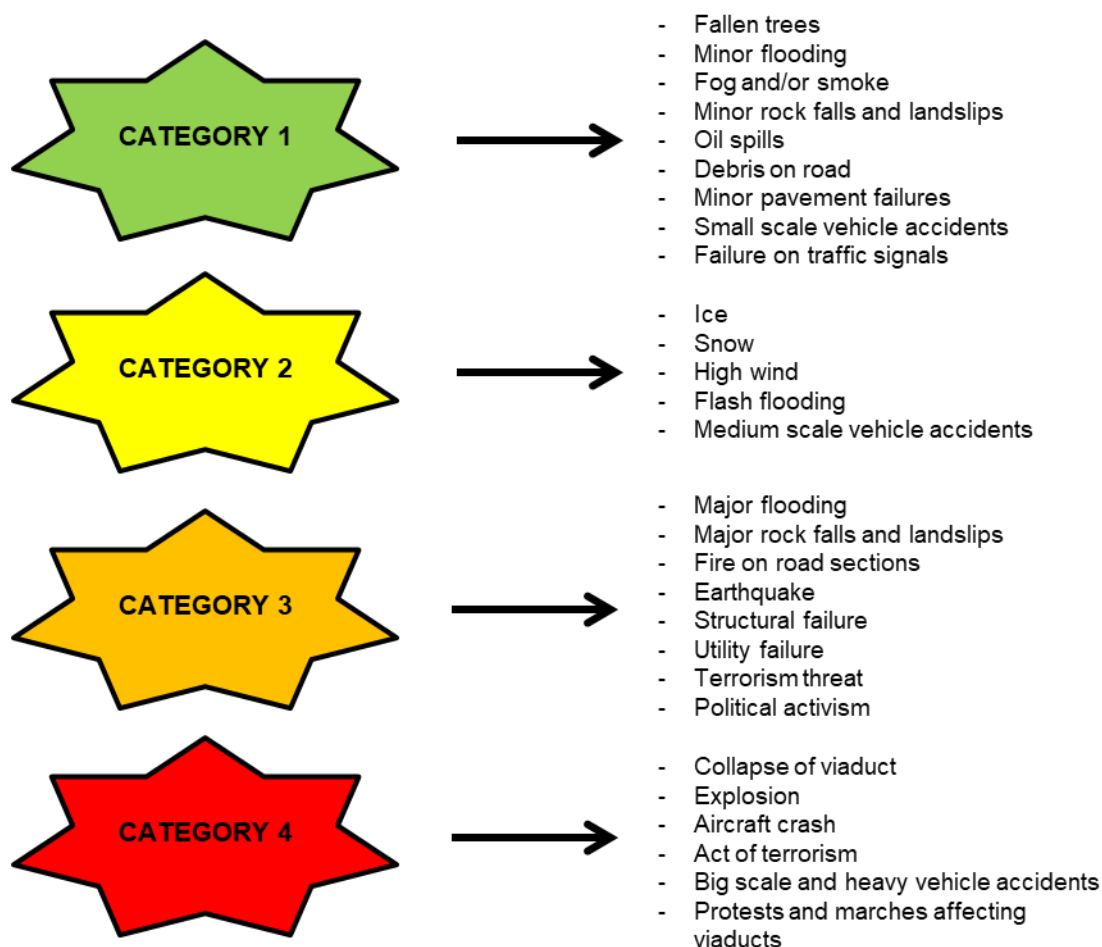 CATEGORY 1
- Fallen trees
- Minor flooding
- Fog and/or smoke
- Minor rock falls and landslips
- Oil spills
- Debris on road
- Minor pavement failures
- Small scale vehicle accidents
- Failure on traffic signals
CATEGORY 2
- Ice
- Snow
- High wind
- Flash flooding
- Medium scale vehicle accidents
CATEGORY 3
- Major flooding
- Major rock falls and landslips
- Fire on road sections
- Earthquake
- Structural failure
- Utility failure
- Terrorism threat
- Political activism
CATEGORY 4
- Collapse of viaduct
- Explosion
- Aircraft crash
- Act of terrorism
- Big scale and heavy vehicle accidents
- Protests and marches affecting
viaducts